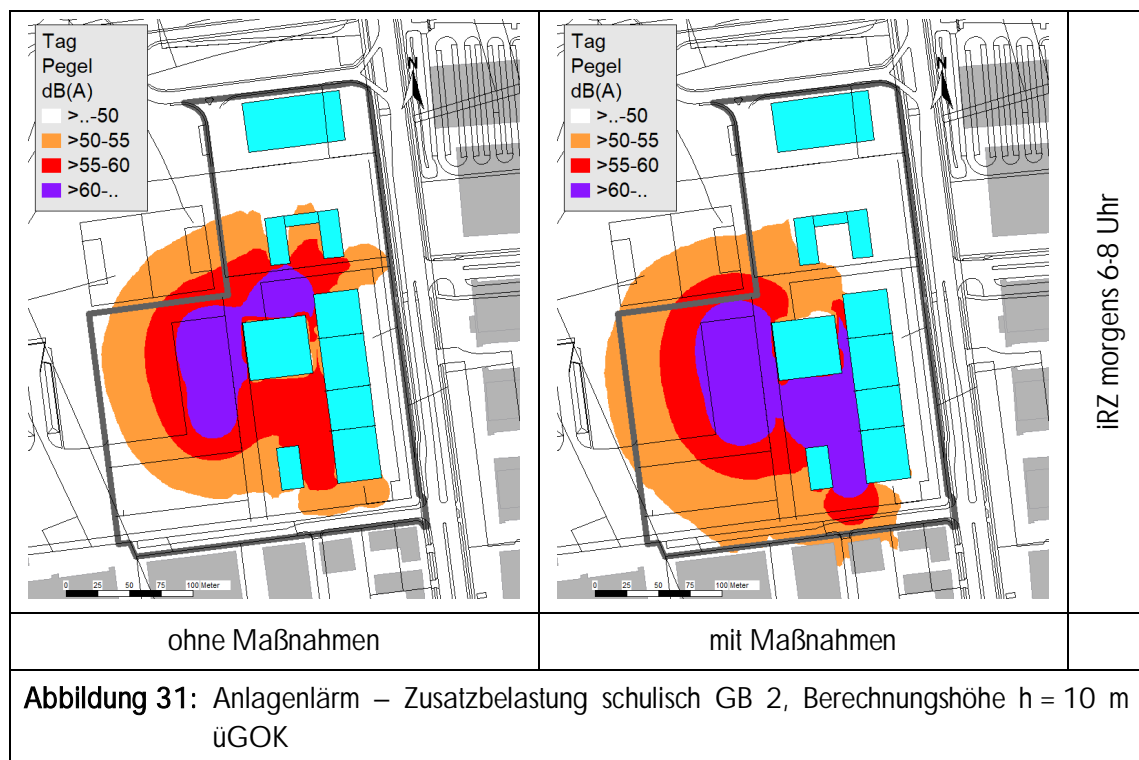 Tag
Pegel
dB(A)
>..-50
>50-55
>55-60
>60-..
N
0 25 50 75 100 Meter
Tag
Pegel
dB(A)
>..-50
>50-55
>55-60
>60-..
N
0 25 50 75 100 Meter
iRZ morgens 6-8 Uhr
ohne Maßnahmen
mit Maßnahmen
Abbildung 31: Anlagenlärm – Zusatzbelastung schulisch GB 2, Berechnungshöhe h = 10 m
üGOK